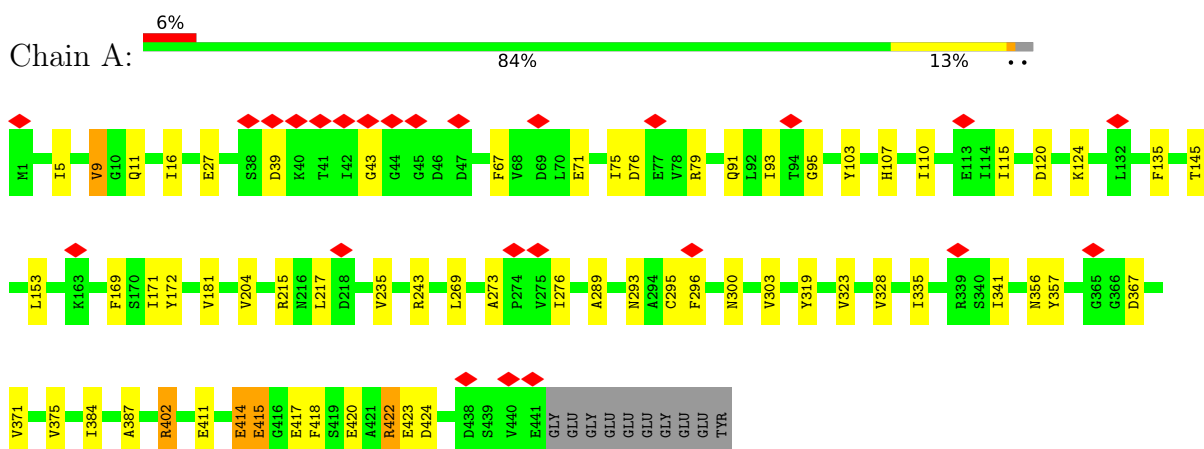 6%
Chain A:
84% 13% • •
M1 I5 V9 G10 Q11 I16 E27 S38 D39 K40 T41 I42 G43 G44 G45 D46 D47 F67 V68 D69 L70 E71 I75 D76 E77 V78 R79 Q91 L92 I93 T94 G95 Y103 H107 I110 E113 I114 I115 D120 K124 L132 F135 T145
L153 K163 F169 S170 I171 Y172 V181 V204 R215 N216 L217 D218 V235 R243 L269 A273 P274 V275 I276 A289 N293 A294 C295 F296 N300 V303 Y319 V323 V328 I335 R339 S340 I341 N356 Y357 G365 G366 D367
V371 V375 I384 A387 R402 E411 E414 E415 G416 E417 F418 S419 E420 A421 R422 E423 D424 D438 S439 V440 E441 GLY GLU GLY GLU GLU GLU GLY GLU GLU TYR